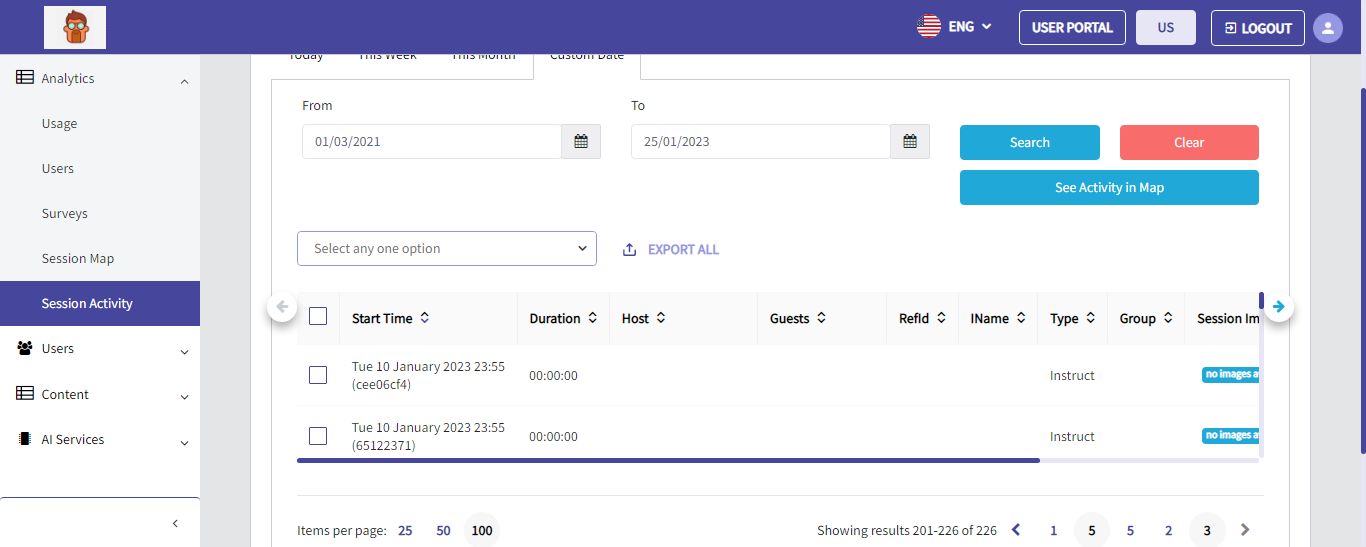 ENG
USER PORTAL
US
LOGOUT
Today
This Week
This Month
Custom Date
Analytics
Usage
Users
Surveys
Session Map
Session Activity
Users
Content
AI Services
From
To
01/03/2021
25/01/2023
Search
Clear
See Activity in Map
Select any one option
EXPORT ALL
Start Time Duration Host Guests RefId IName Type Group Session Im
Tue 10 January 2023 23:55
(cee06cf4)
00:00:00
Instruct
no images a
Tue 10 January 2023 23:55
(65122371)
00:00:00
Instruct
no images a
Items per page: 25 50 100
Showing results 201-226 of 226
1 5 5 2 3